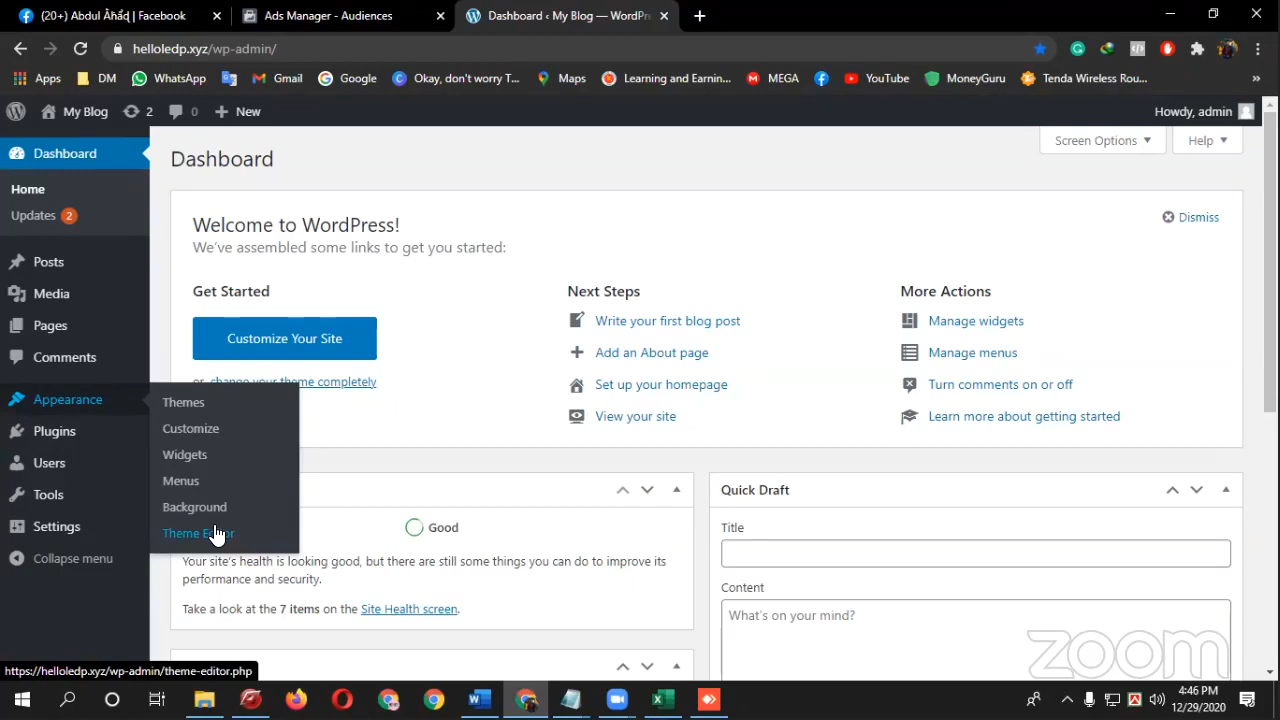 (20+) Abdul Åhąd | Facebook
Ads Manager - Audiences
Dashboard ‹ My Blog — WordPr
helloledp.xyz/wp-admin/
Apps
DM
WhatsApp
Gmail
Google
Okay, don't worry T...
Maps
Learning and Earnin...
MEGA
YouTube
MoneyGuru
Tenda Wireless Rou...
My Blog
2
0
New
Howdy, admin
Dashboard
Home
Updates 2
Posts
Media
Pages
Comments
Appearance
Plugins
Users
Tools
Settings
Collapse menu
Themes
Customize
Widgets
Menus
Background
Theme Editor
Screen Options
Help
Dashboard
Welcome to WordPress!
We've assembled some links to get you started:
Dismiss
Get Started
Customize Your Site
or, change your theme completely
Next Steps
Write your first blog post
Add an About page
Set up your homepage
View your site
More Actions
Manage widgets
Manage menus
Turn comments on or off
Learn more about getting started
Good
Your site's health is looking good, but there are still some things you can do to improve its
performance and security.
Take a look at the 7 items on the Site Health screen.
Quick Draft
Title
Content
What's on your mind?
zoom
https://helloledp.xyz/wp-admin/theme-editor.php
4:46 PM
12/29/2020